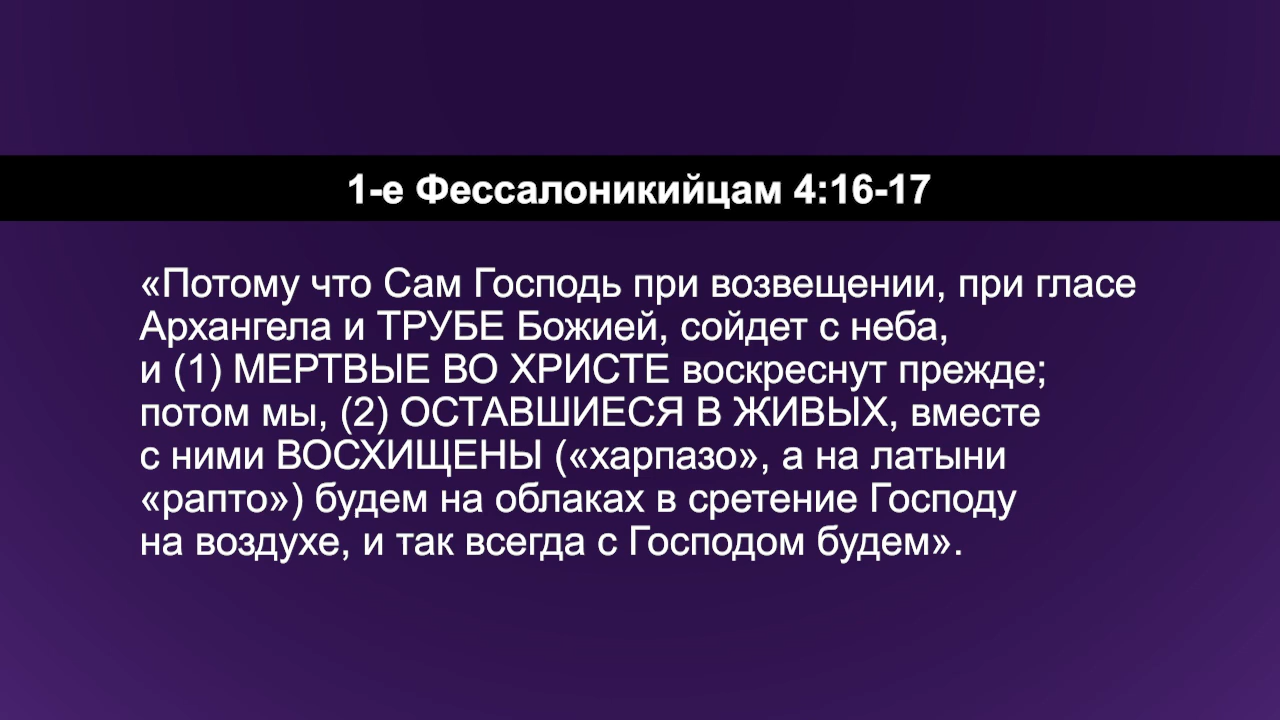 1-е Фессалоникийцам 4:16-17
«Потому что Сам Господь при возвещении, при гласе
Архангела и ТРУБЕ Божией, сойдет с неба,
и (1) МЕРТВЫЕ ВО ХРИСТЕ воскреснут прежде;
потом мы, (2) ОСТАВШИЕСЯ В ЖИВЫХ, вместе
с ними ВОСХИЩЕНЫ («харпазо», а на латыни
«рапто») будем на облаках в сретение Господу
на воздухе, и так всегда с Господом будем».